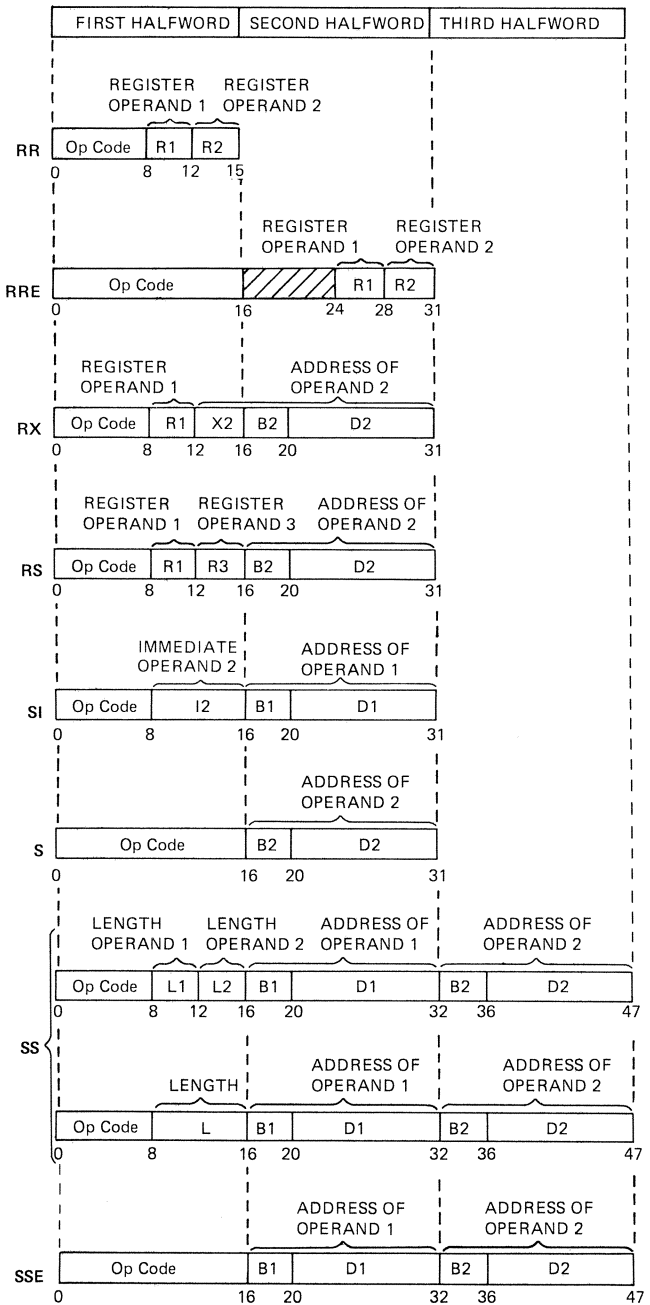 FIRST HALFWORD SECOND HALFWORD THIRD HALFWORD
REGISTER REGISTER
OPERAND 1 OPERAND 2
RR Op Code R1 R2
0 8 12 15
REGISTER REGISTER
OPERAND 1 OPERAND 2
RRE Op Code R1 R2
0 16 24 28 31
REGISTER ADDRESS OF
OPERAND 1 OPERAND 2
RX Op Code R1 X2 B2 D2
0 8 12 16 20 31
REGISTER REGISTER ADDRESS OF
OPERAND 1 OPERAND 3 OPERAND 2
RS Op Code R1 R3 B2 D2
0 8 12 16 20 31
IMMEDIATE ADDRESS OF
OPERAND 2 OPERAND 1
SI Op Code I2 B1 D1
0 8 16 20 31
ADDRESS OF
OPERAND 2
S Op Code B2 D2
0 16 20 31
LENGTH LENGTH ADDRESS OF ADDRESS OF
OPERAND 1 OPERAND 2 OPERAND 1 OPERAND 2
Op Code L1 L2 B1 D1 B2 D2
0 8 12 16 20 32 36 47
SS
ADDRESS OF ADDRESS OF
LENGTH OPERAND 1 OPERAND 2
Op Code L B1 D1 B2 D2
0 8 16 20 32 36 47
ADDRESS OF ADDRESS OF
OPERAND 1 OPERAND 2
SSE Op Code B1 D1 B2 D2
0 16 20 32 36 47